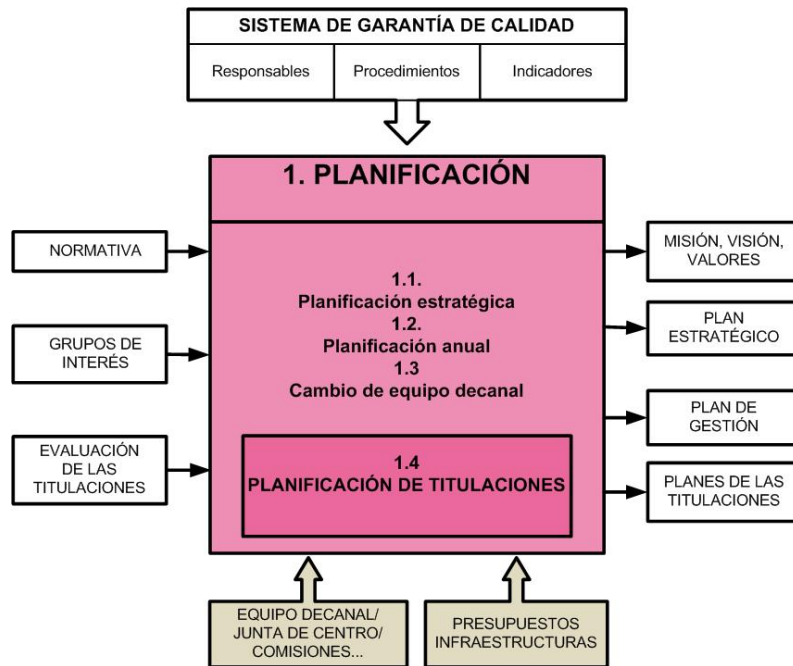 SISTEMA DE GARANTÍA DE CALIDAD
Responsables
Procedimientos
Indicadores
1. PLANIFICACIÓN
NORMATIVA
GRUPOS DE
INTERÉS
EVALUACIÓN
DE LAS
TITULACIONES
1.1.
Planificación estratégica
1.2.
Planificación anual
1.3
Cambio de equipo decanal
1.4
PLANIFICACIÓN DE TITULACIONES
MISIÓN, VISIÓN,
VALORES
PLAN
ESTRATÉGICO
PLAN DE
GESTIÓN
PLANES DE LAS
TITULACIONES
EQUIPO DECANAL/
JUNTA DE CENTRO/
COMISIONES...
PRESUPUESTOS
INFRAESTRUCTURAS